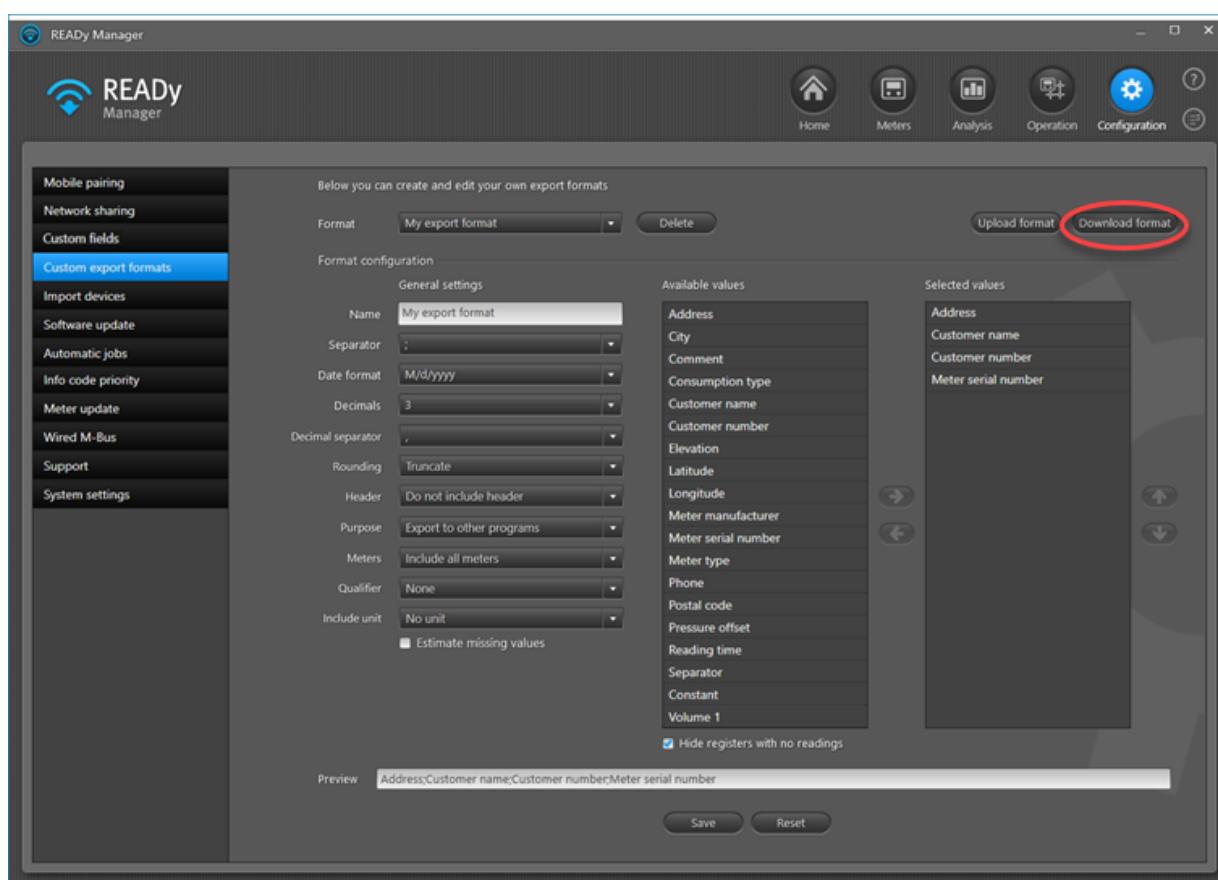 READy Manager
READy
Manager
Home
Meters
Analysis
Operation
Configuration
?
Mobile pairing
Network sharing
Custom fields
Custom export formats
Import devices
Software update
Automatic jobs
Info code priority
Meter update
Wired M-Bus
Support
System settings
Below you can create and edit your own export formats
Format My export format Delete Upload format Download format
Format configuration
General settings
Name My export format
Separator ;
Date format M/d/yyyy
Decimals 3
Decimal separator ,
Rounding Truncate
Header Do not include header
Purpose Export to other programs
Meters Include all meters
Qualifier None
Include unit No unit
Estimate missing values
Available values
Address
City
Comment
Consumption type
Customer name
Customer number
Elevation
Latitude
Longitude
Meter manufacturer
Meter serial number
Meter type
Phone
Postal code
Pressure offset
Reading time
Separator
Constant
Volume 1
Hide registers with no readings
Selected values
Address
Customer name
Customer number
Meter serial number
Preview Address;Customer name;Customer number;Meter serial number
Save Reset